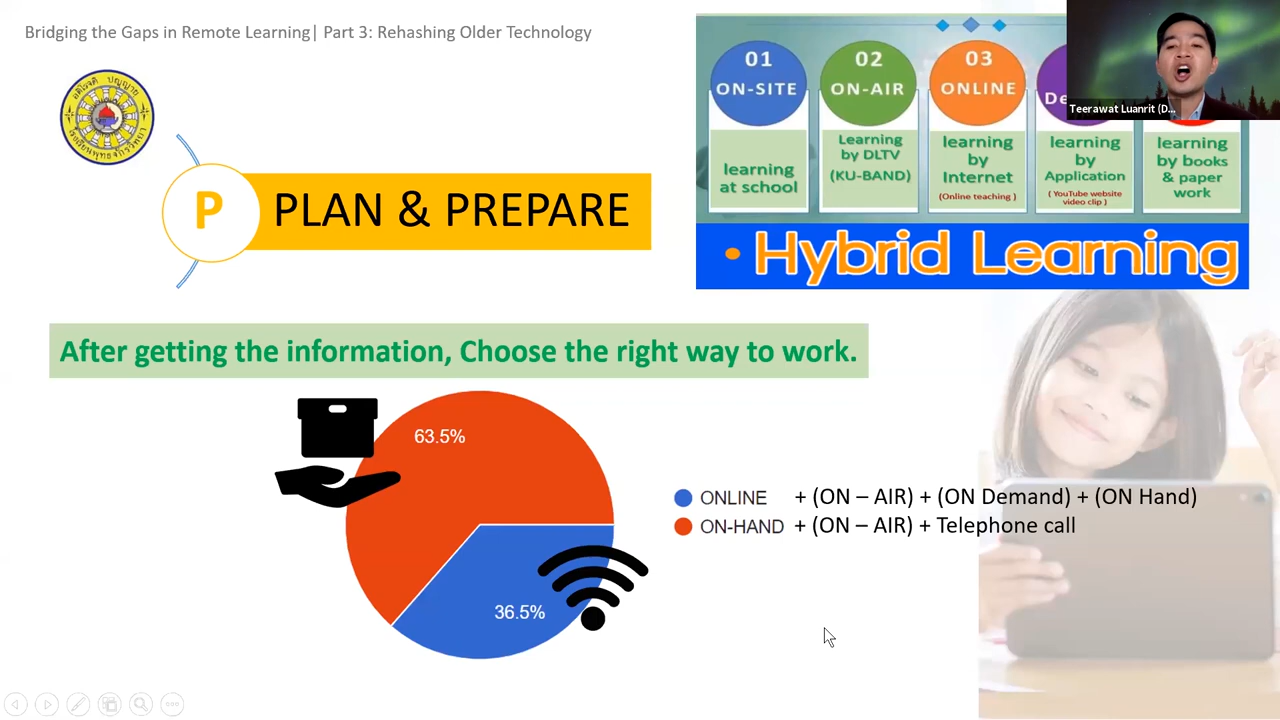 Bridging the Gaps in Remote Learning| Part 3: Rehashing Older Technology
P
PLAN & PREPARE
01
ON-SITE
learning
at school
02
ON-AIR
Learning
by DLTV
(KU-BAND)
03
ONLINE
learning
by
Internet
(Online teaching)
learning
by
Application
( YouTube website
video clip )
learning
by books
& paper
work
Teerawat Luanrit (D...
• Hybrid Learning
After getting the information, Choose the right way to work.
63.5%
36.5%
ONLINE + (ON – AIR) + (ON Demand) + (ON Hand)
ON-HAND + (ON – AIR) + Telephone call